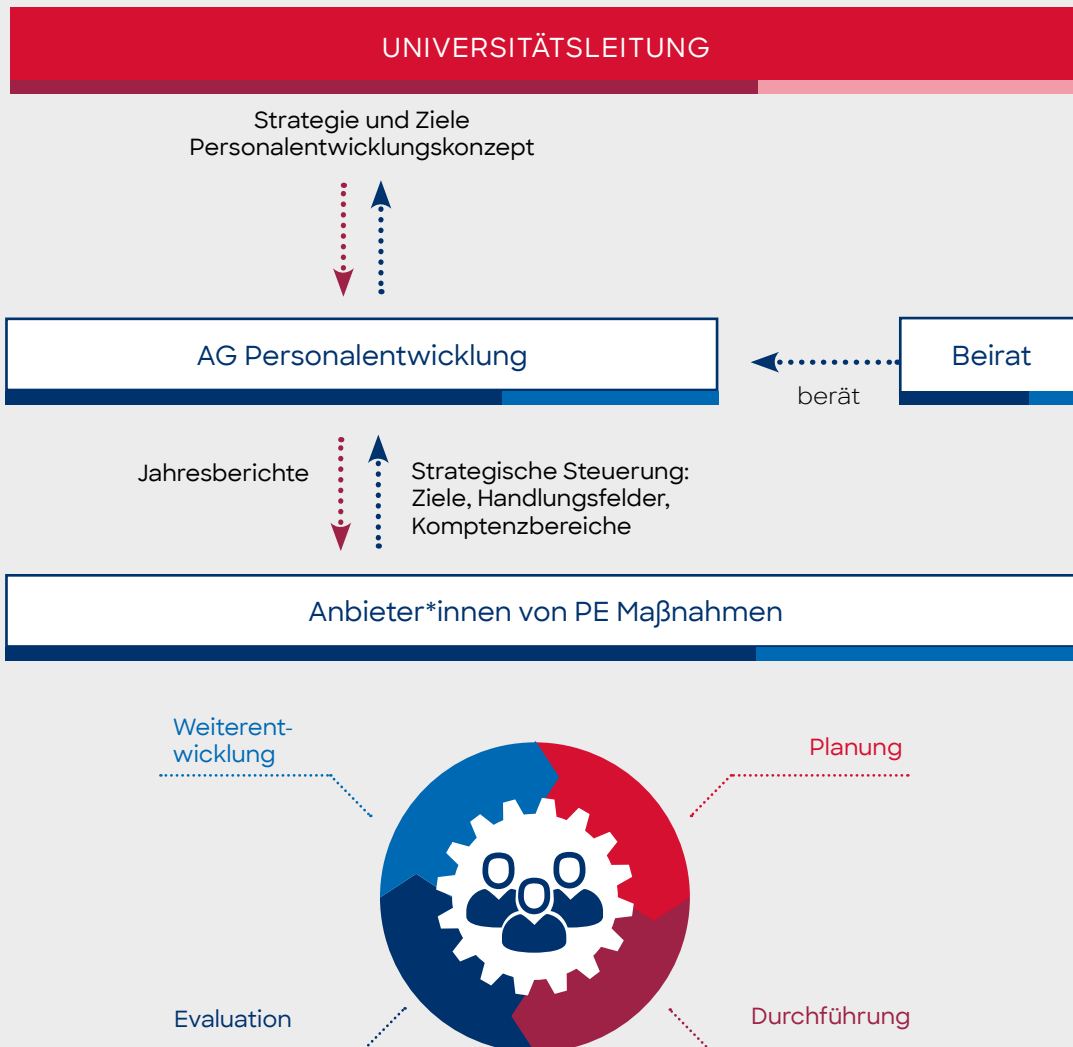 UNIVERSITÄTSLEITUNG
Strategie und Ziele
Personalentwicklungskonzept
AG Personalentwicklung
Beirat
berät
Jahresberichte
Strategische Steuerung:
Ziele, Handlungsfelder,
Komptenzbereiche
Anbieter*innen von PE Maßnahmen
Weiterent-
wicklung
Planung
Evaluation
Durchführung